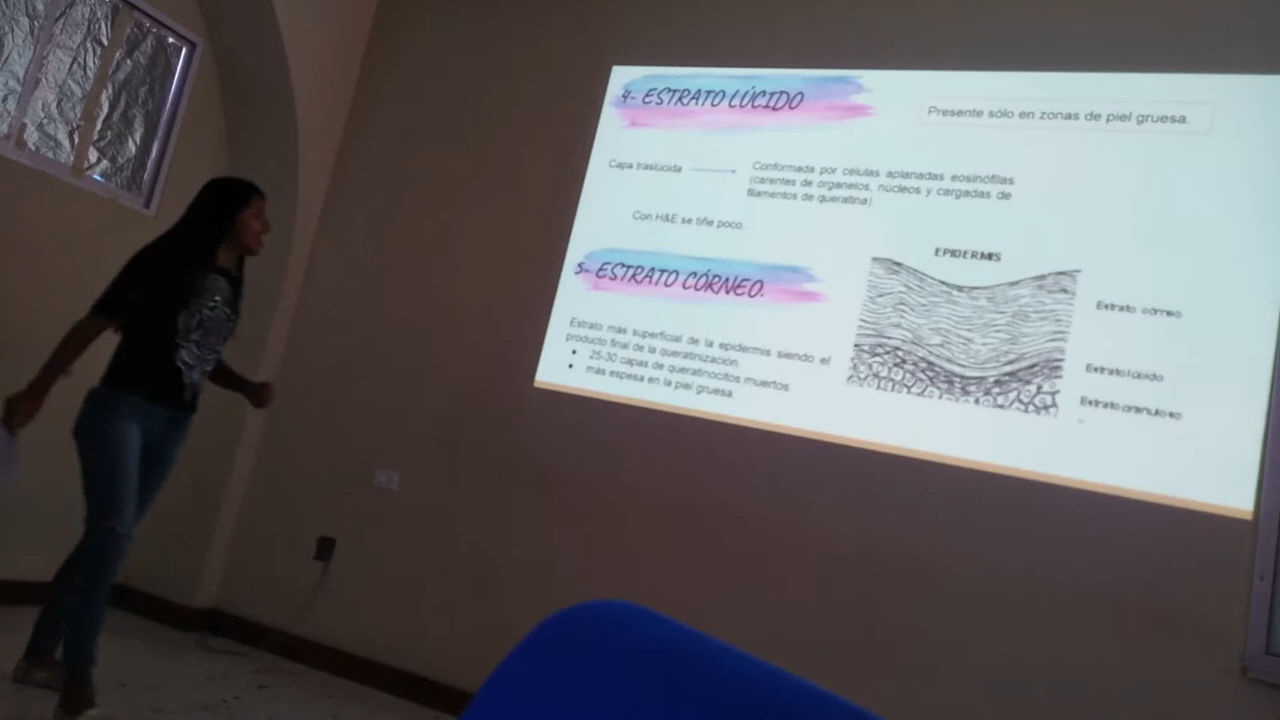 4- ESTRATO LÚCIDO
Presente sólo en zonas de piel gruesa.
Capa traslúcida
Conformada por células aplanadas eosinófilas
(carentes de organelos, núcleos y cargadas de
filamentos de queratina)
Con H&E se tiñe poco.
5- ESTRATO CÓRNEO.
Estrato más superficial de la epidermis siendo el
producto final de la queratinización
• 25-30 capas de queratinocitos muertos.
• más espesa en la piel gruesa.
EPIDERMIS
Estrato córneo
Estrato lúcido
Estrato granuloso